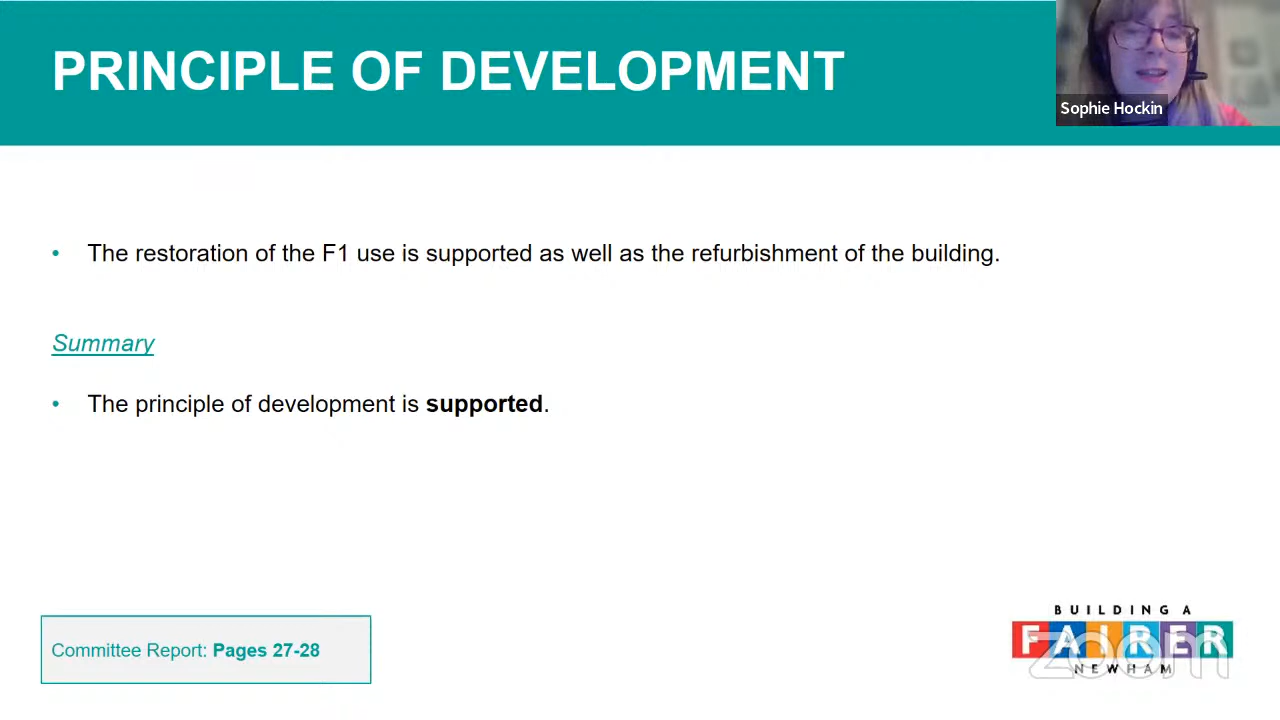 PRINCIPLE OF DEVELOPMENT
Sophie Hockin
• The restoration of the F1 use is supported as well as the refurbishment of the building.
Summary
• The principle of development is supported.
Committee Report: Pages 27-28
BUILDING A
FAIRER
NEWHAM
zoom